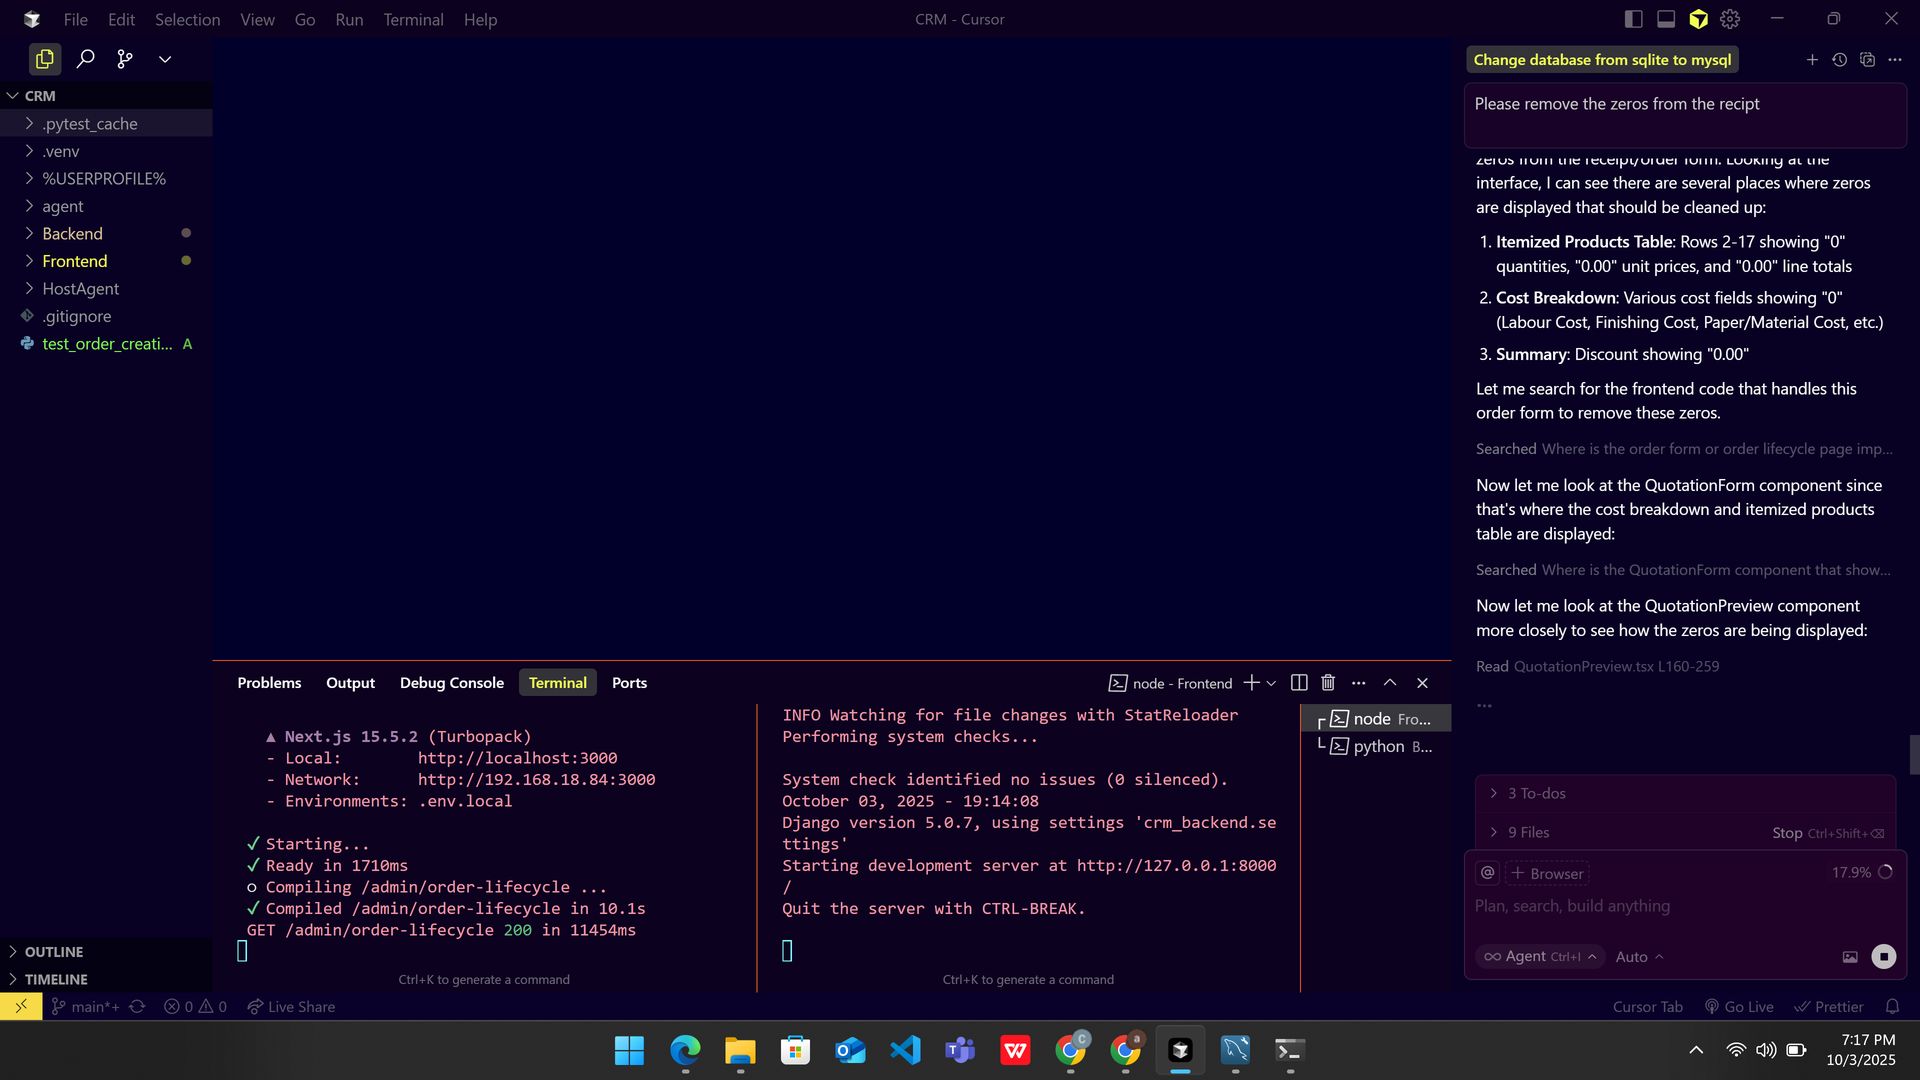 File Edit Selection View Go Run Terminal Help
CRM - Cursor
CRM
.pytest_cache
.venv
%USERPROFILE%
agent
Backend
Frontend
HostAgent
.gitignore
test_order_creati... A
OUTLINE
TIMELINE
Problems Output Debug Console Terminal Ports
node - Frontend
▲ Next.js 15.5.2 (Turbopack)
- Local: http://localhost:3000
- Network: http://192.168.18.84:3000
- Environments: .env.local
✓ Starting...
✓ Ready in 1710ms
○ Compiling /admin/order-lifecycle ...
✓ Compiled /admin/order-lifecycle in 10.1s
GET /admin/order-lifecycle 200 in 11454ms
Ctrl+K to generate a command
INFO Watching for file changes with StatReloader
Performing system checks...
System check identified no issues (0 silenced).
October 03, 2025 - 19:14:08
Django version 5.0.7, using settings 'crm_backend.se
ttings'
Starting development server at http://127.0.0.1:8000
/
Quit the server with CTRL-BREAK.
Ctrl+K to generate a command
node Fro...
python B...
Change database from sqlite to mysql
Please remove the zeros from the recipt
zeros from the receipt/order form. Looking at the
interface, I can see there are several places where zeros
are displayed that should be cleaned up:
1. Itemized Products Table: Rows 2-17 showing "0"
quantities, "0.00" unit prices, and "0.00" line totals
2. Cost Breakdown: Various cost fields showing "0"
(Labour Cost, Finishing Cost, Paper/Material Cost, etc.)
3. Summary: Discount showing "0.00"
Let me search for the frontend code that handles this
order form to remove these zeros.
Searched Where is the order form or order lifecycle page imp...
Now let me look at the QuotationForm component since
that's where the cost breakdown and itemized products
table are displayed:
Searched Where is the QuotationForm component that show...
Now let me look at the QuotationPreview component
more closely to see how the zeros are being displayed:
Read QuotationPreview.tsx L160-259
...
3 To-dos
9 Files Stop Ctrl+Shift+⌫
@ + Browser 17.9%
Plan, search, build anything
∞ Agent Ctrl+I Auto
main*+ 0 0 Live Share
Cursor Tab Go Live Prettier
7:17 PM
10/3/2025